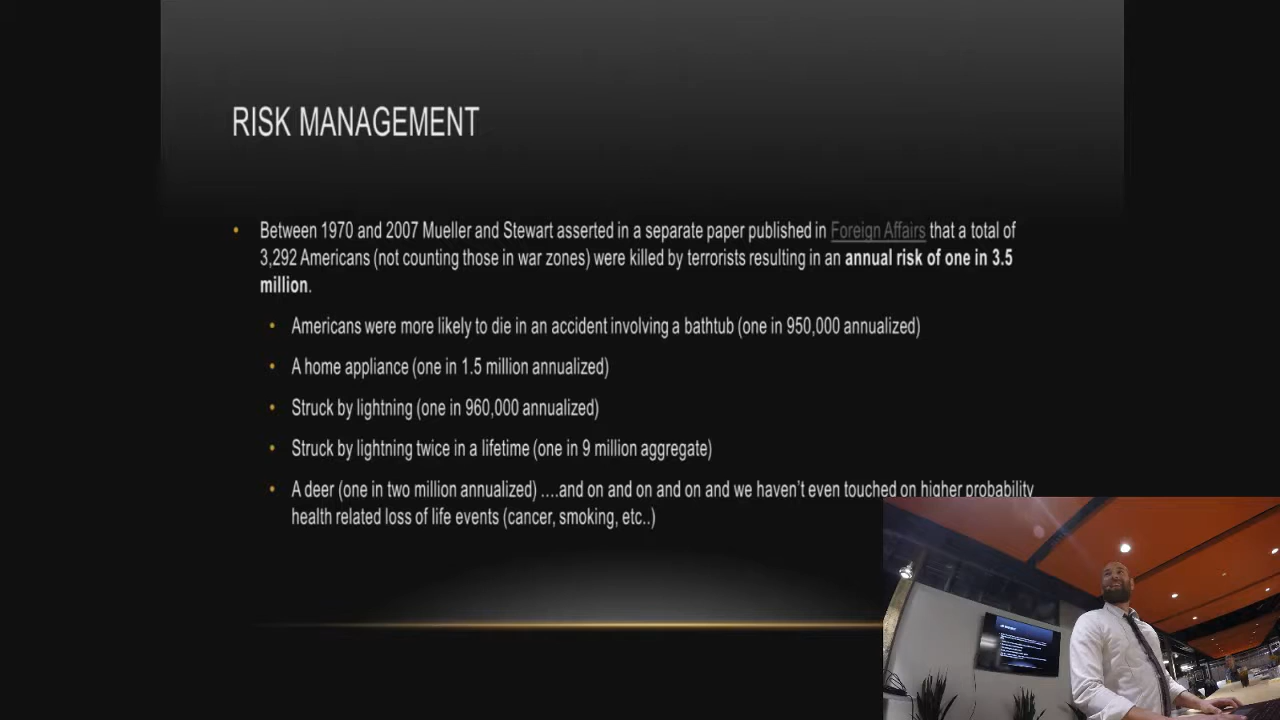 RISK MANAGEMENT
• Between 1970 and 2007 Mueller and Stewart asserted in a separate paper published in Foreign Affairs that a total of
3,292 Americans (not counting those in war zones) were killed by terrorists resulting in an annual risk of one in 3.5
million.
• Americans were more likely to die in an accident involving a bathtub (one in 950,000 annualized)
• A home appliance (one in 1.5 million annualized)
• Struck by lightning (one in 960,000 annualized)
• Struck by lightning twice in a lifetime (one in 9 million aggregate)
• A deer (one in two million annualized) ….and on and on and on and we haven’t even touched on higher probability
health related loss of life events (cancer, smoking, etc..)